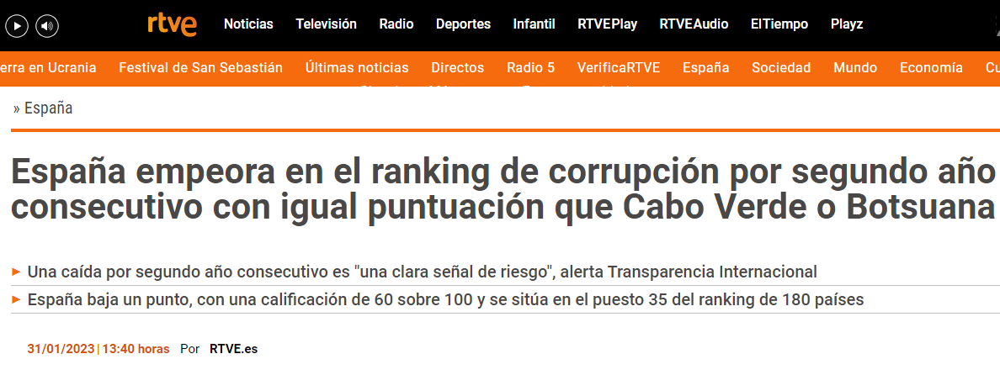 rtve Noticias Televisión Radio Deportes Infantil RTVEPlay RTVEAudio ElTiempo Playz
erra en Ucrania Festival de San Sebastián Últimas noticias Directos Radio 5 VerificaRTVE España Sociedad Mundo Economía Cu
» España
España empeora en el ranking de corrupción por segundo año
consecutivo con igual puntuación que Cabo Verde o Botsuana
Una caída por segundo año consecutivo es "una clara señal de riesgo", alerta Transparencia Internacional
España baja un punto, con una calificación de 60 sobre 100 y se sitúa en el puesto 35 del ranking de 180 países
31/01/2023 | 13:40 horas Por RTVE.es